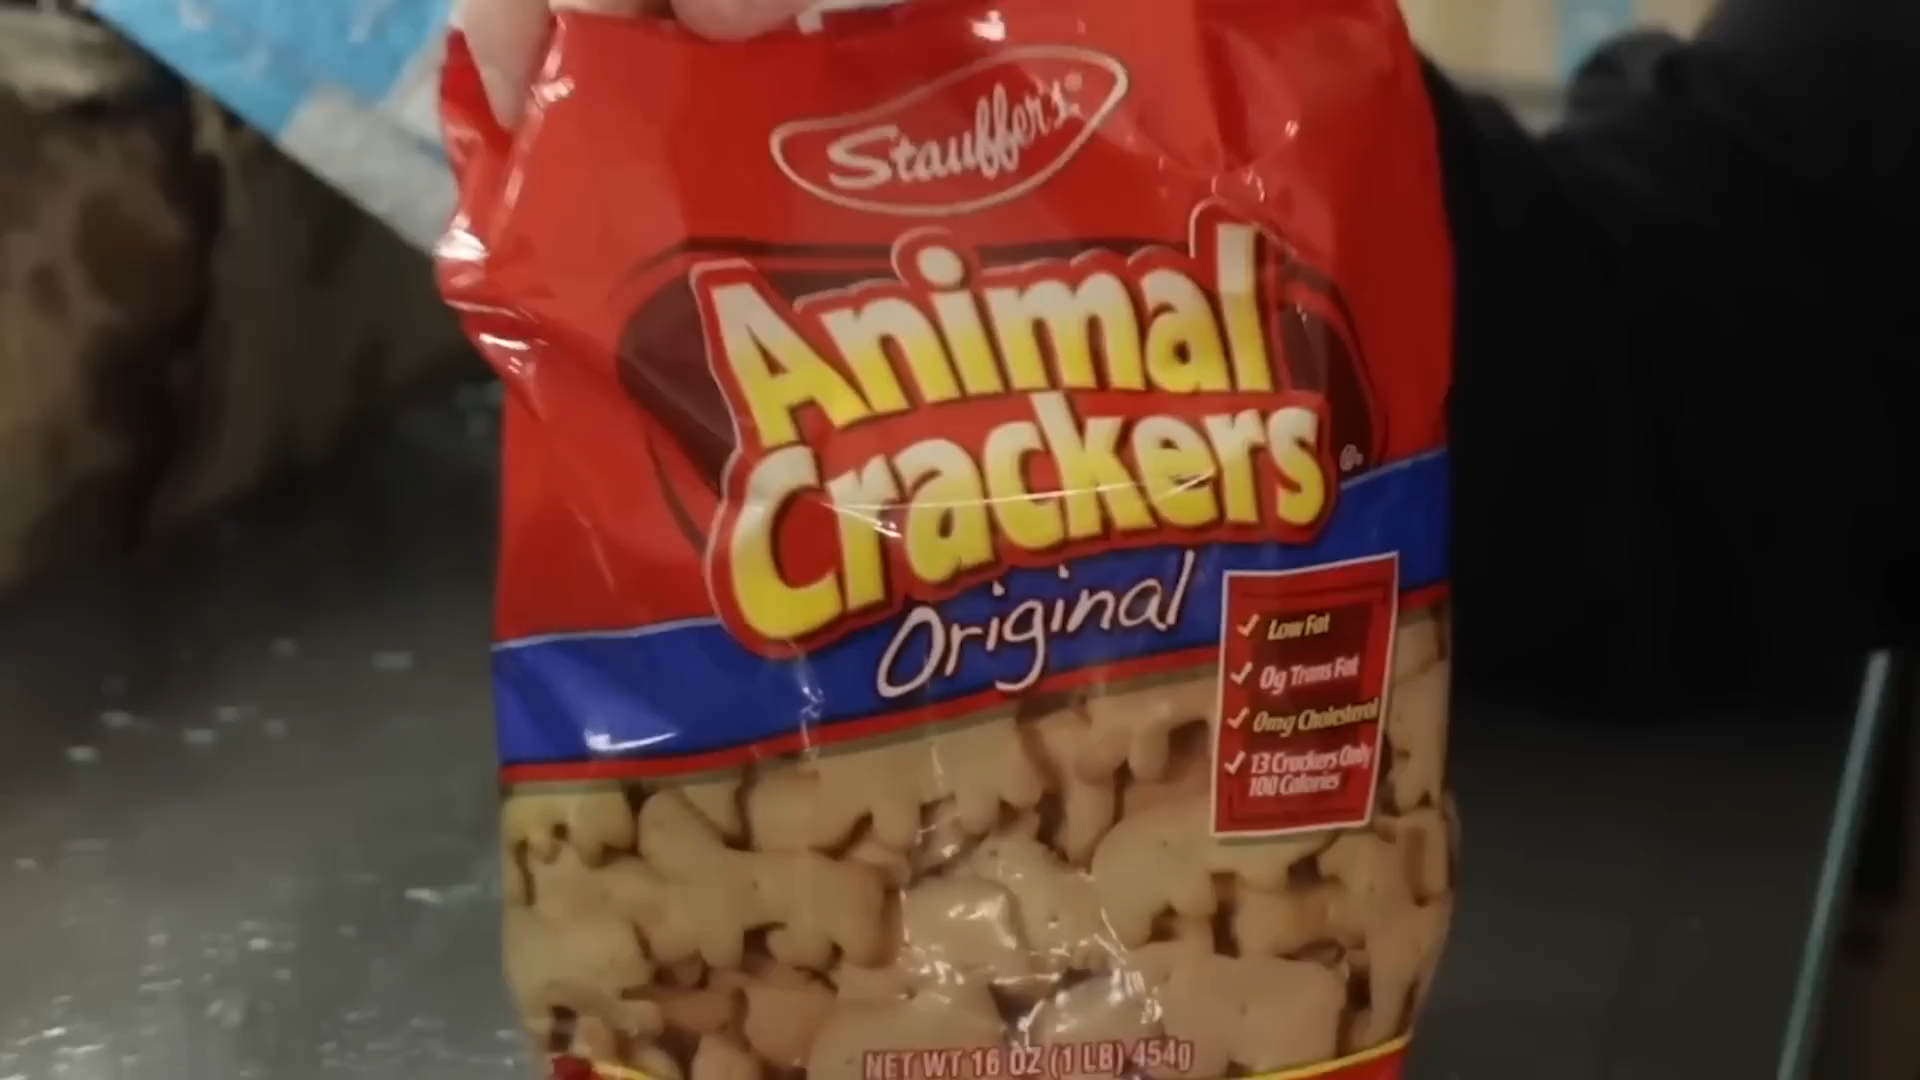 Stauffer's®
Animal
Crackers®
Original
✓ Low Fat
✓ 0g Trans Fat
✓ 0mg Cholesterol
✓ 13 Crackers Only
100 Calories
NET WT 16 OZ (1 LB) 454g